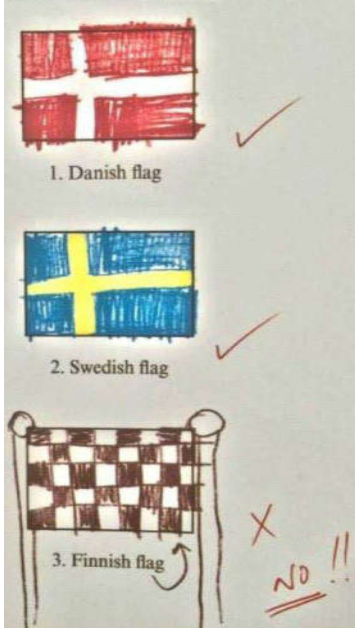 1. Danish flag
2. Swedish flag
3. Finnish flag
X
NO !!